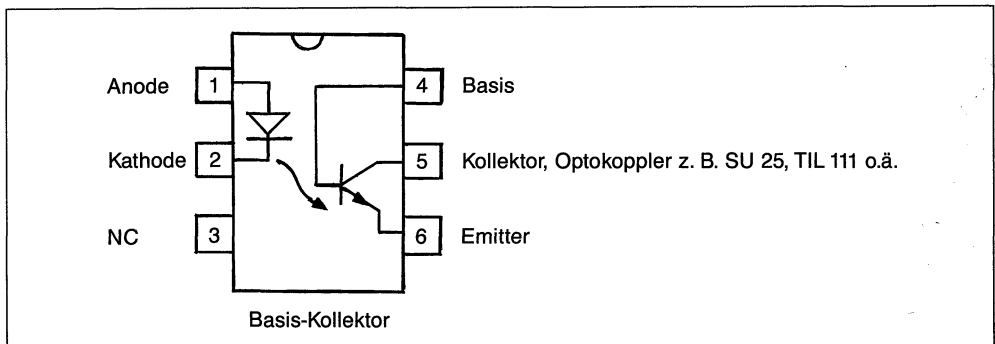 Anode 1 4 Basis
Kathode 2 5 Kollektor, Optokoppler z. B. SU 25, TIL 111 o.ä.
NC 3 6 Emitter
Basis-Kollektor